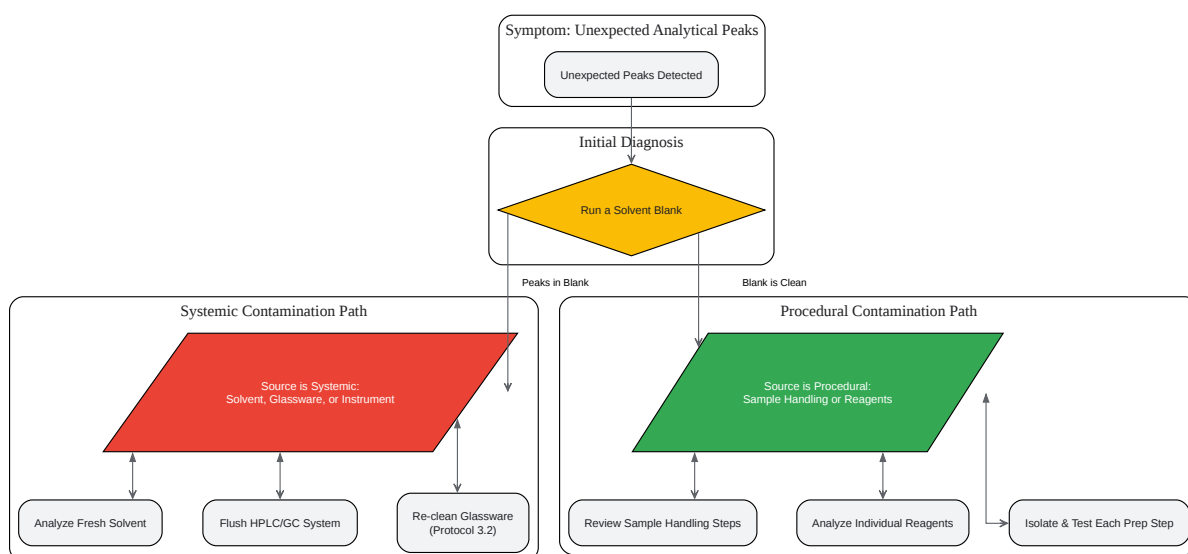 Symptom: Unexpected Analytical Peaks
Unexpected Peaks Detected
Initial Diagnosis
Run a Solvent Blank
Peaks in Blank
Blank is Clean
Systemic Contamination Path
Source is Systemic:
Solvent, Glassware, or Instrument
Analyze Fresh Solvent
Flush HPLC/GC System
Re-clean Glassware
(Protocol 3.2)
Procedural Contamination Path
Source is Procedural:
Sample Handling or Reagents
Review Sample Handling Steps
Analyze Individual Reagents
Isolate & Test Each Prep Step